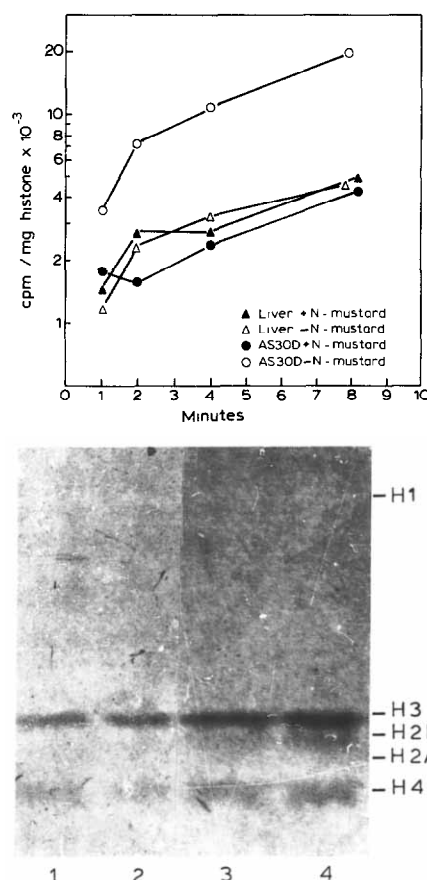 20
10
8
6
4
2
1
cpm / mg histone x 10⁻³
▲ Liver + N - mustard
△ Liver − N - mustard
● AS30D + N - mustard
○ AS30D − N - mustard
0 1 2 3 4 5 6 7 8 9 10
Minutes
H1
H3
H2
H2A
H4
1 2 3 4